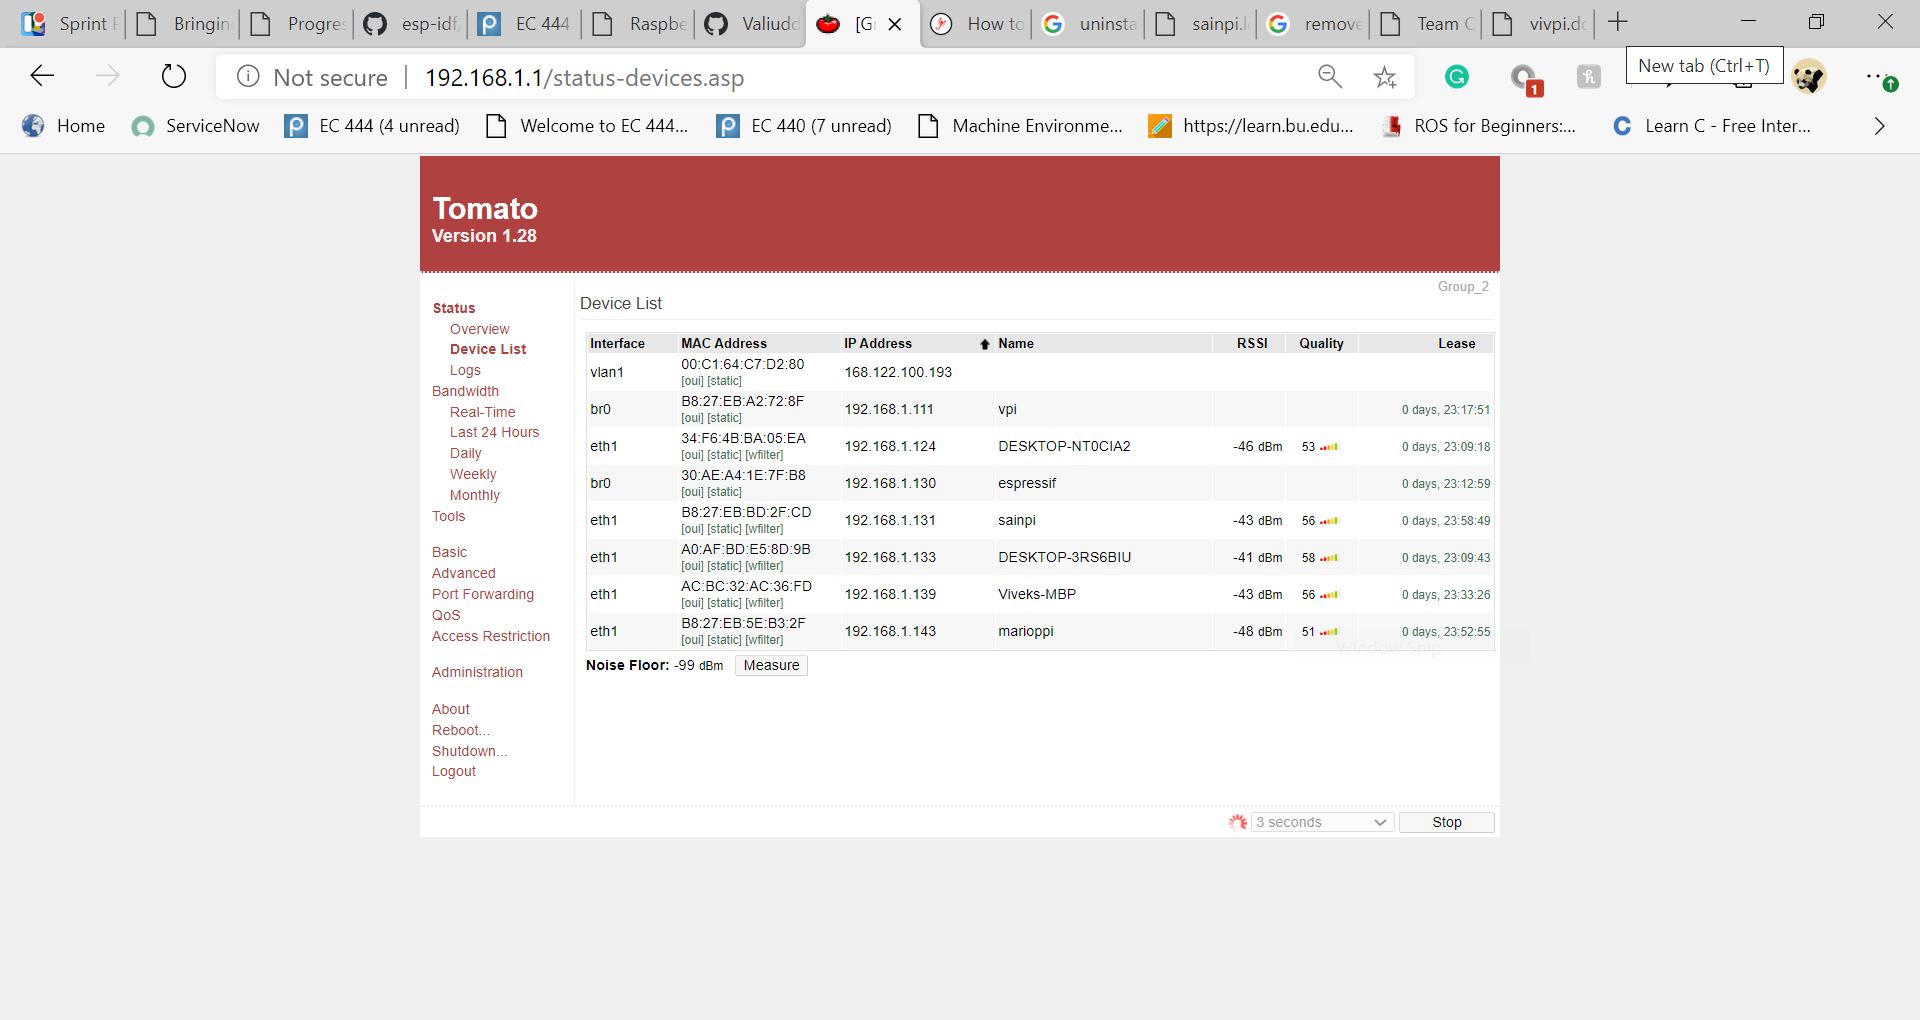 Sprint
Bringin
Progres
esp-idf/
EC 444
Raspbe
Valiudd
[G
How to
uninsta
sainpi.l
remove
Team C
vivpi.dc
Not secure
192.168.1.1/status-devices.asp
1
New tab (Ctrl+T)
Home
ServiceNow
EC 444 (4 unread)
Welcome to EC 444...
EC 440 (7 unread)
Machine Environme...
https://learn.bu.edu...
ROS for Beginners:...
Learn C - Free Inter...
Tomato
Version 1.28
Group_2
Status
Overview
Device List
Logs
Bandwidth
Real-Time
Last 24 Hours
Daily
Weekly
Monthly
Tools
Basic
Advanced
Port Forwarding
QoS
Access Restriction
Administration
About
Reboot...
Shutdown...
Logout
Device List
Interface MAC Address IP Address Name RSSI Quality Lease
vlan1 00:C1:64:C7:D2:80 168.122.100.193
[oui] [static]
br0 B8:27:EB:A2:72:8F 192.168.1.111 vpi 0 days, 23:17:51
[oui] [static]
eth1 34:F6:4B:BA:05:EA 192.168.1.124 DESKTOP-NT0CIA2 -46 dBm 53 0 days, 23:09:18
[oui] [static] [wfilter]
br0 30:AE:A4:1E:7F:B8 192.168.1.130 espressif 0 days, 23:12:59
[oui] [static]
eth1 B8:27:EB:BD:2F:CD 192.168.1.131 sainpi -43 dBm 56 0 days, 23:58:49
[oui] [static] [wfilter]
eth1 A0:AF:BD:E5:8D:9B 192.168.1.133 DESKTOP-3RS6BIU -41 dBm 58 0 days, 23:09:43
[oui] [static] [wfilter]
eth1 AC:BC:32:AC:36:FD 192.168.1.139 Viveks-MBP -43 dBm 56 0 days, 23:33:26
[oui] [static] [wfilter]
eth1 B8:27:EB:5E:B3:2F 192.168.1.143 marioppi -48 dBm 51 0 days, 23:52:55
[oui] [static] [wfilter]
Window Snip
Noise Floor: -99 dBm Measure
3 seconds
Stop